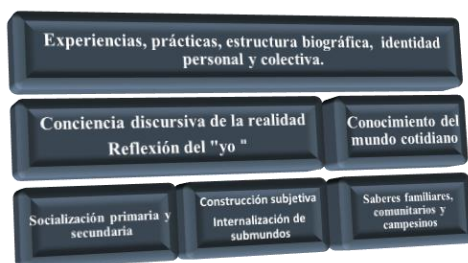 Experiencias, prácticas, estructura biográfica, identidad
personal y colectiva.
Conciencia discursiva de la realidad
Reflexión del "yo "
Conocimiento del
mundo cotidiano
Socialización primaria y
secundaria
Construcción subjetiva
Internalización de
submundos
Saberes familiares,
comunitarios y
campesinos